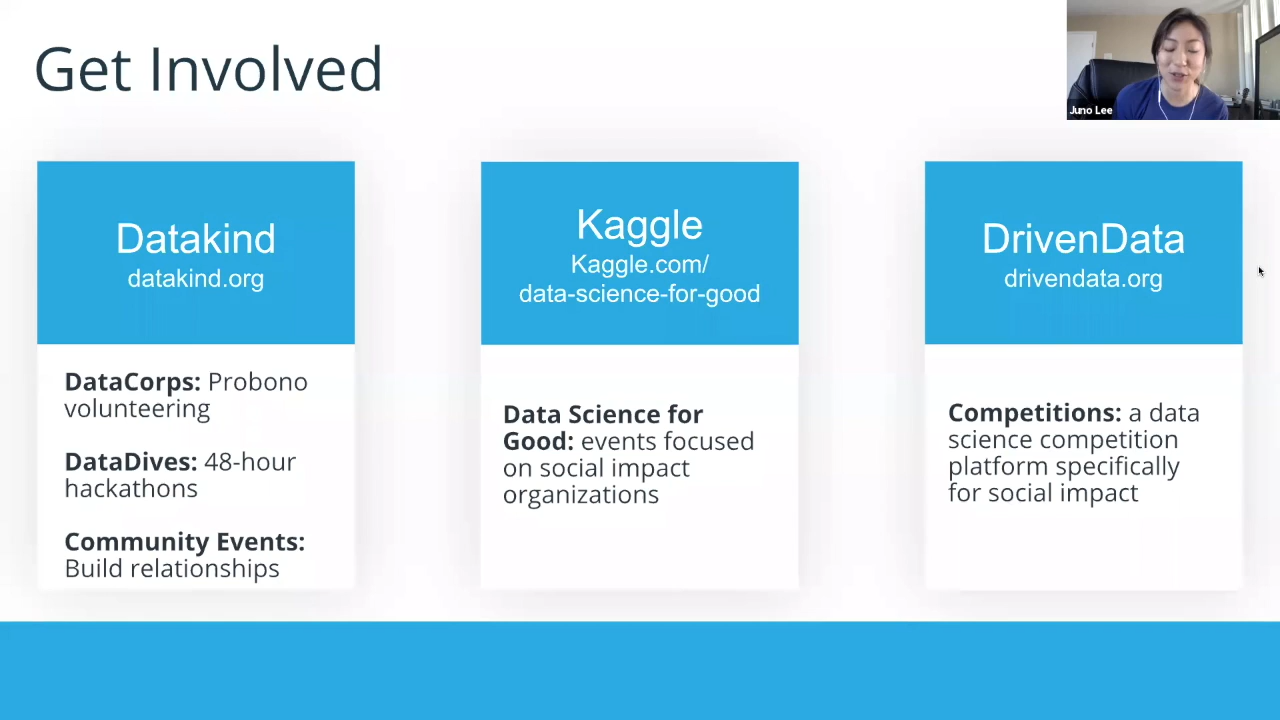 Get Involved
Juno Lee
Datakind
datakind.org
DataCorps: Probono
volunteering
DataDives: 48-hour
hackathons
Community Events:
Build relationships
Kaggle
Kaggle.com/
data-science-for-good
Data Science for
Good: events focused
on social impact
organizations
DrivenData
drivendata.org
Competitions: a data
science competition
platform specifically
for social impact